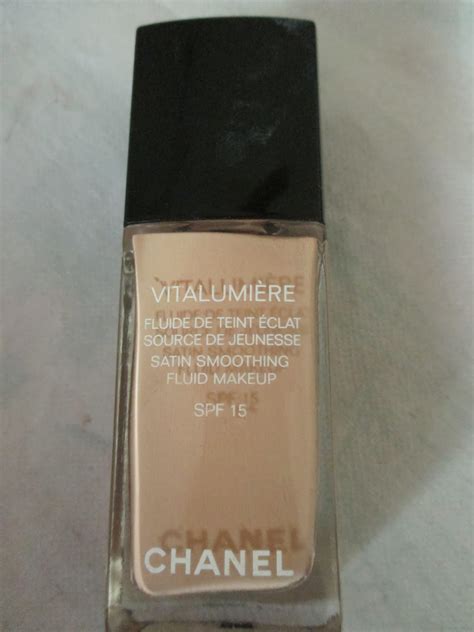 VITALUMIÈRE
FLUIDE DE TEINT ÉCLAT
SOURCE DE JEUNESSE
SATIN SMOOTHING
FLUID MAKEUP
SPF 15
CHANEL